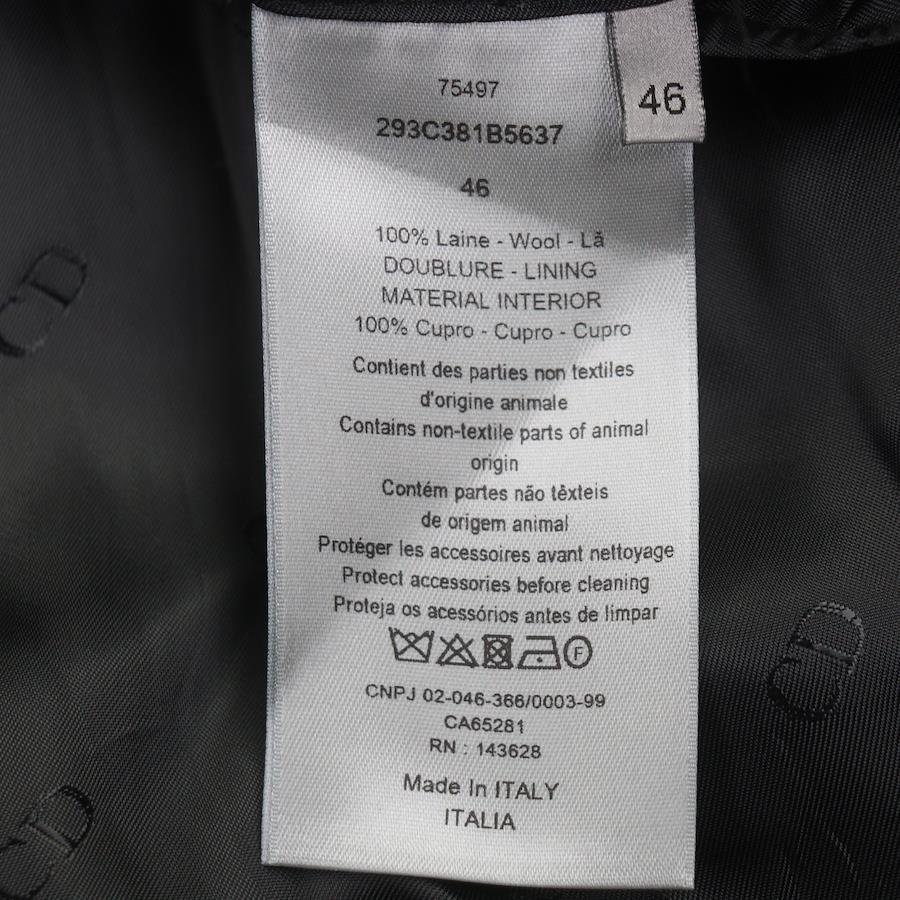 75497
46
293C381B5637
46
100% Laine - Wool - Lã
DOUBLURE - LINING
MATERIAL INTERIOR
100% Cupro - Cupro - Cupro
Contient des parties non textiles
d'origine animale
Contains non-textile parts of animal
origin
Contém partes não têxteis
de origem animal
Protéger les accessoires avant nettoyage
Protect accessories before cleaning
Proteja os acessórios antes de limpar
F
CNPJ 02-046-366/0003-99
CA65281
RN : 143628
Made In ITALY
ITALIA
CD
CD
CD